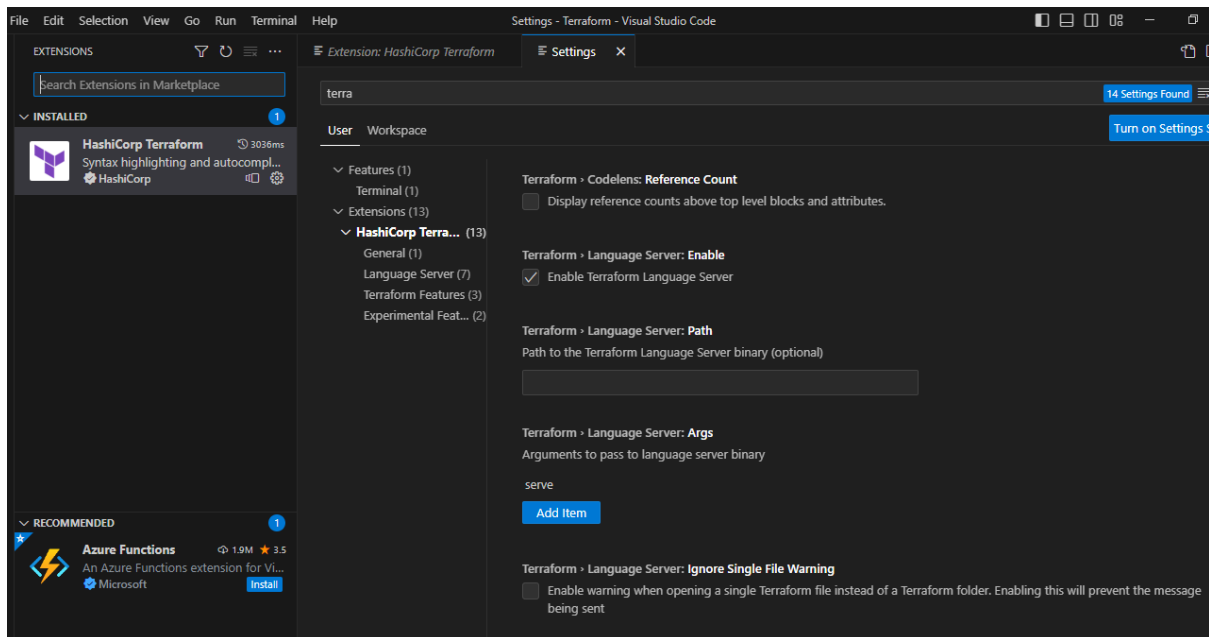 File Edit Selection View Go Run Terminal Help
Settings - Terraform - Visual Studio Code
EXTENSIONS
Search Extensions in Marketplace
INSTALLED 1
HashiCorp Terraform 3036ms
Syntax highlighting and autocompl...
HashiCorp
RECOMMENDED 1
Azure Functions 1.9M 3.5
An Azure Functions extension for Vi...
Microsoft Install
Extension: HashiCorp Terraform
Settings
terra
14 Settings Found
User Workspace
Turn on Settings S
Features (1)
Terminal (1)
Extensions (13)
HashiCorp Terra... (13)
General (1)
Language Server (7)
Terraform Features (3)
Experimental Feat... (2)
Terraform › Codelens: Reference Count
Display reference counts above top level blocks and attributes.
Terraform › Language Server: Enable
Enable Terraform Language Server
Terraform › Language Server: Path
Path to the Terraform Language Server binary (optional)
Terraform › Language Server: Args
Arguments to pass to language server binary
serve
Add Item
Terraform › Language Server: Ignore Single File Warning
Enable warning when opening a single Terraform file instead of a Terraform folder. Enabling this will prevent the message
being sent